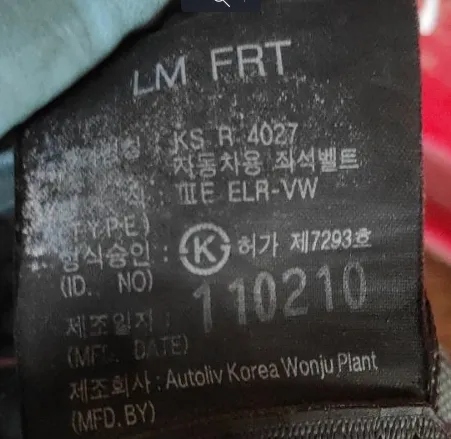 LM FRT
: KS R 4027
자동차용 좌석벨트
: ⅢE ELR-VW
(TYPE)
형식승인 : K 허가 제7293호
(ID. NO)
제조일자 : 110210
(MFG. DATE)
제조회사 : Autoliv Korea Wonju Plant
(MFD. BY)